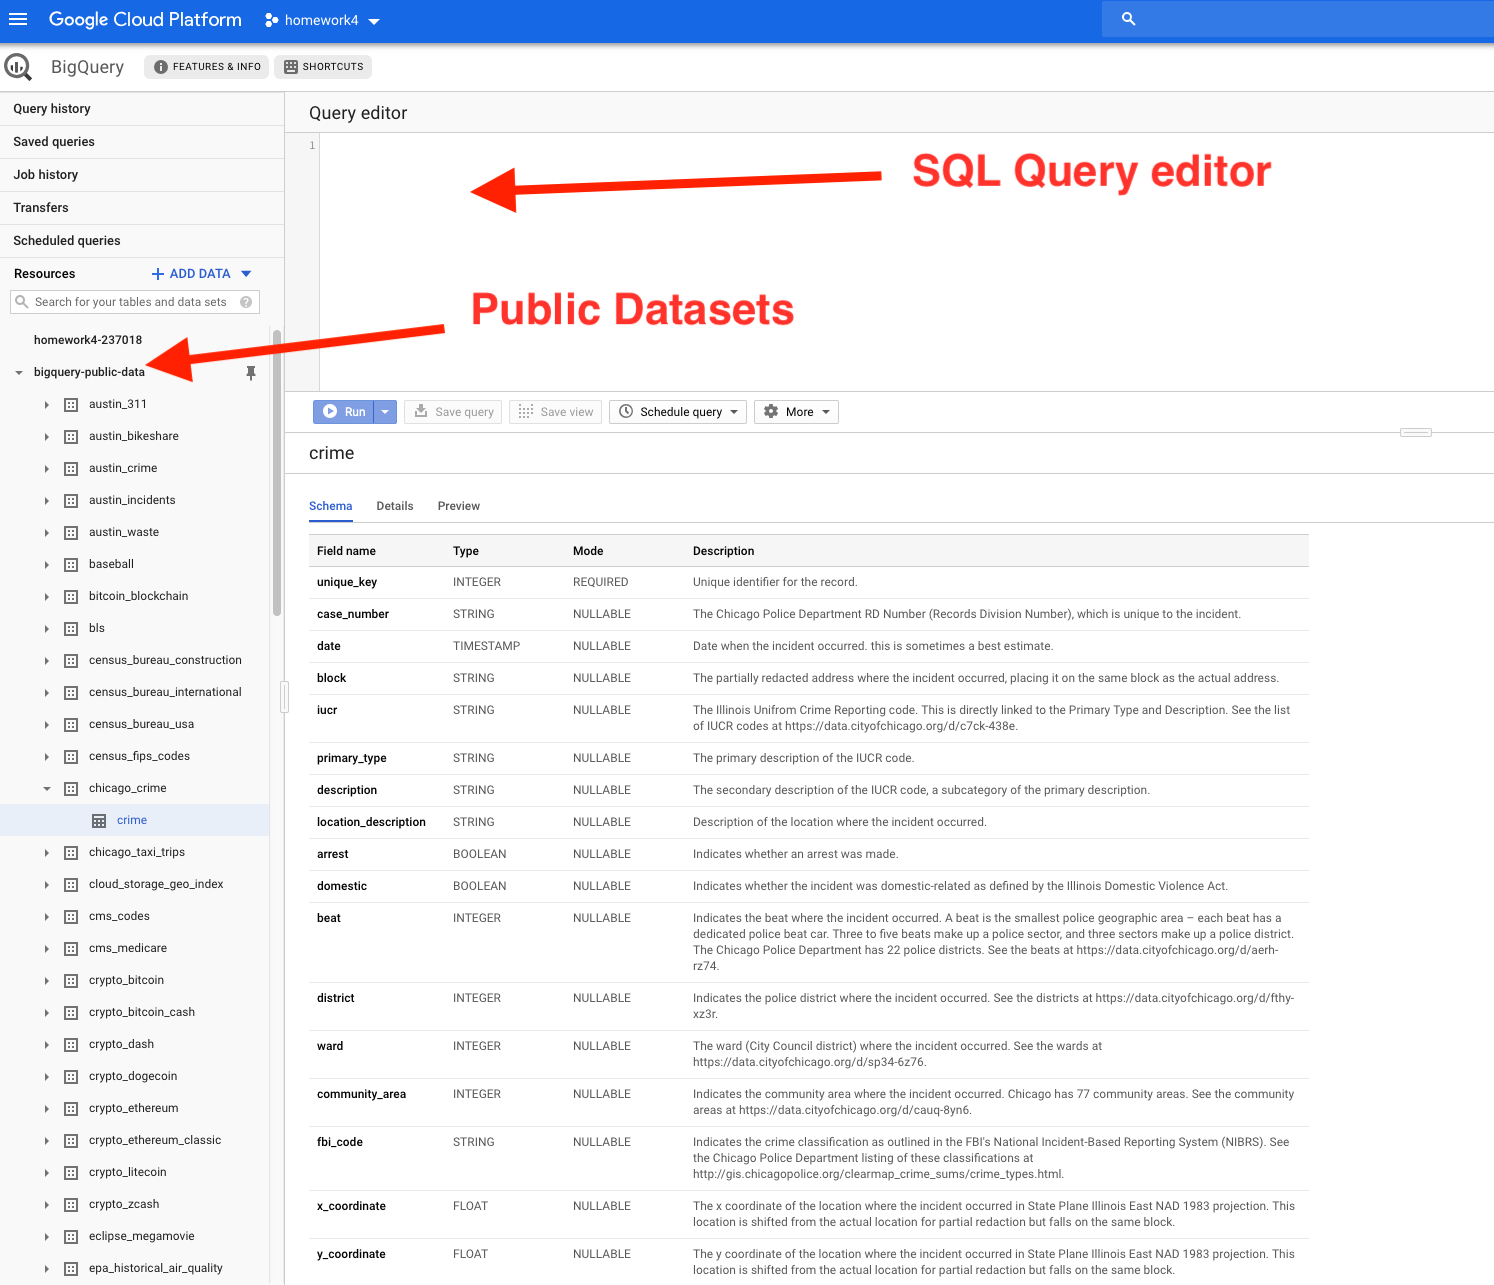 Google Cloud Platform
homework4
BigQuery
FEATURES & INFO
SHORTCUTS
Query history
Saved queries
Job history
Transfers
Scheduled queries
Resources
ADD DATA
Search for your tables and data sets
homework4-237018
bigquery-public-data
austin_311
austin_bikeshare
austin_crime
austin_incidents
austin_waste
baseball
bitcoin_blockchain
bls
census_bureau_construction
census_bureau_international
census_bureau_usa
census_fips_codes
chicago_crime
crime
chicago_taxi_trips
cloud_storage_geo_index
cms_codes
cms_medicare
crypto_bitcoin
crypto_bitcoin_cash
crypto_dash
crypto_dogecoin
crypto_ethereum
crypto_ethereum_classic
crypto_litecoin
crypto_zcash
eclipse_megamovie
epa_historical_air_quality
Query editor
1
SQL Query editor
Public Datasets
Run
Save query
Save view
Schedule query
More
crime
Schema Details Preview
Field name Type Mode Description
unique_key INTEGER REQUIRED Unique identifier for the record.
case_number STRING NULLABLE The Chicago Police Department RD Number (Records Division Number), which is unique to the incident.
date TIMESTAMP NULLABLE Date when the incident occurred. this is sometimes a best estimate.
block STRING NULLABLE The partially redacted address where the incident occurred, placing it on the same block as the actual address.
iucr STRING NULLABLE The Illinois Unifrom Crime Reporting code. This is directly linked to the Primary Type and Description. See the list
of IUCR codes at https://data.cityofchicago.org/d/c7ck-438e.
primary_type STRING NULLABLE The primary description of the IUCR code.
description STRING NULLABLE The secondary description of the IUCR code, a subcategory of the primary description.
location_description STRING NULLABLE Description of the location where the incident occurred.
arrest BOOLEAN NULLABLE Indicates whether an arrest was made.
domestic BOOLEAN NULLABLE Indicates whether the incident was domestic-related as defined by the Illinois Domestic Violence Act.
beat INTEGER NULLABLE Indicates the beat where the incident occurred. A beat is the smallest police geographic area – each beat has a
dedicated police beat car. Three to five beats make up a police sector, and three sectors make up a police district.
The Chicago Police Department has 22 police districts. See the beats at https://data.cityofchicago.org/d/aerh-
rz74.
district INTEGER NULLABLE Indicates the police district where the incident occurred. See the districts at https://data.cityofchicago.org/d/fthy-
xz3r.
ward INTEGER NULLABLE The ward (City Council district) where the incident occurred. See the wards at
https://data.cityofchicago.org/d/sp34-6z76.
community_area INTEGER NULLABLE Indicates the community area where the incident occurred. Chicago has 77 community areas. See the community
areas at https://data.cityofchicago.org/d/cauq-8yn6.
fbi_code STRING NULLABLE Indicates the crime classification as outlined in the FBI's National Incident-Based Reporting System (NIBRS). See
the Chicago Police Department listing of these classifications at
http://gis.chicagopolice.org/clearmap_crime_sums/crime_types.html.
x_coordinate FLOAT NULLABLE The x coordinate of the location where the incident occurred in State Plane Illinois East NAD 1983 projection. This
location is shifted from the actual location for partial redaction but falls on the same block.
y_coordinate FLOAT NULLABLE The y coordinate of the location where the incident occurred in State Plane Illinois East NAD 1983 projection. This
location is shifted from the actual location for partial redaction but falls on the same block.